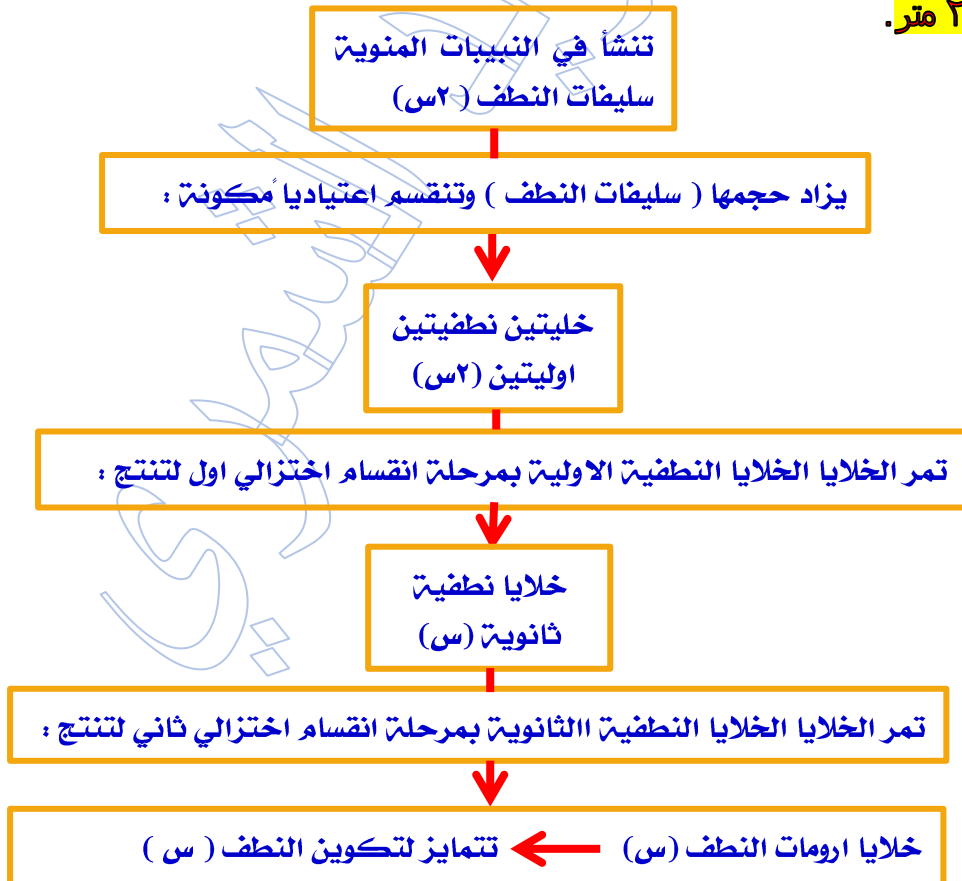 ٢ متر.
تنشأ في النبيبات المنوية
سليفات النطف ( ٢س)
يزاد حجمها ( سليفات النطف ) وتنقسم اعتياديا ًمكونة :
خليتين نطفيتين
اوليتين (٢س)
تمر الخلايا الخلايا النطفية الاولية بمرحلة انقسام اختزالي اول لتنتج :
خلايا نطفية
ثانوية (س)
تمر الخلايا الخلايا النطفية االثانوية بمرحلة انقسام اختزالي ثاني لتنتج :
خلايا ارومات النطف (س) تتمايز لتكوين النطف ( س )